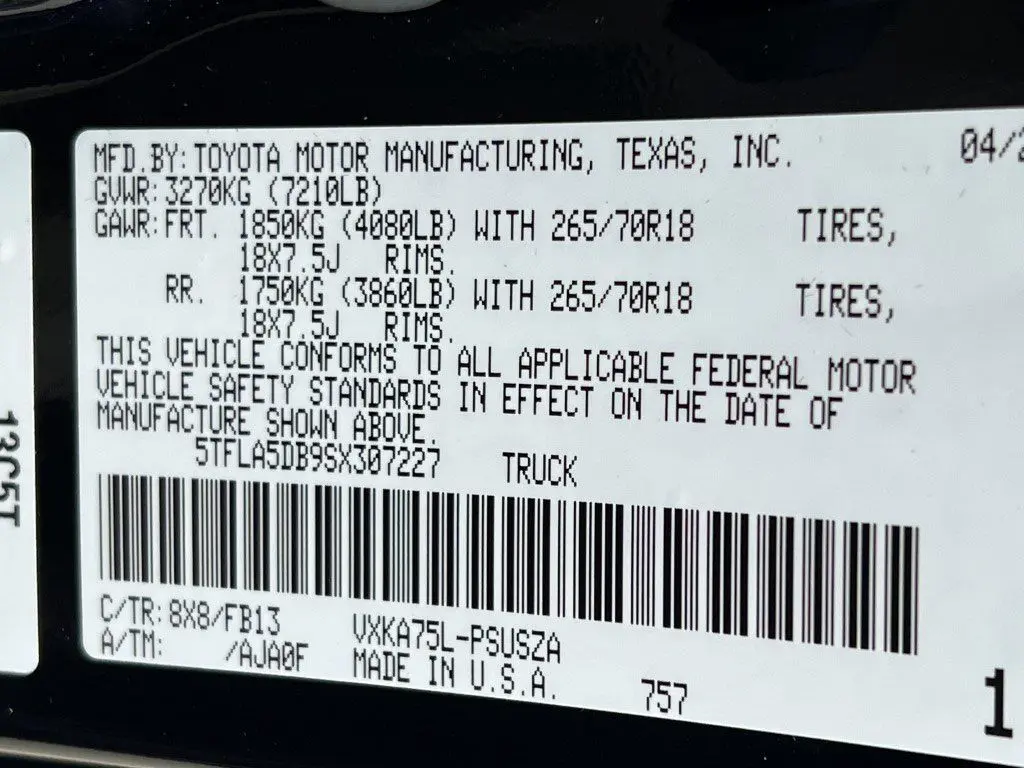 MFD.BY: TOYOTA MOTOR MANUFACTURING, TEXAS, INC. 04/2
GVWR: 3270KG (7210LB)
GAWR: FRT. 1850KG (4080LB) WITH 265/70R18 TIRES,
18X7.5J RIMS.
RR. 1750KG (3860LB) WITH 265/70R18 TIRES,
18X7.5J RIMS.
THIS VEHICLE CONFORMS TO ALL APPLICABLE FEDERAL MOTOR
VEHICLE SAFETY STANDARDS IN EFFECT ON THE DATE OF
MANUFACTURE SHOWN ABOVE.
5TFLA5DB9SX307227 TRUCK
C/TR: 8X8/FB13 VXKA75L-PSUSZA
A/TM: /AJA0F MADE IN U.S.A. 757
1